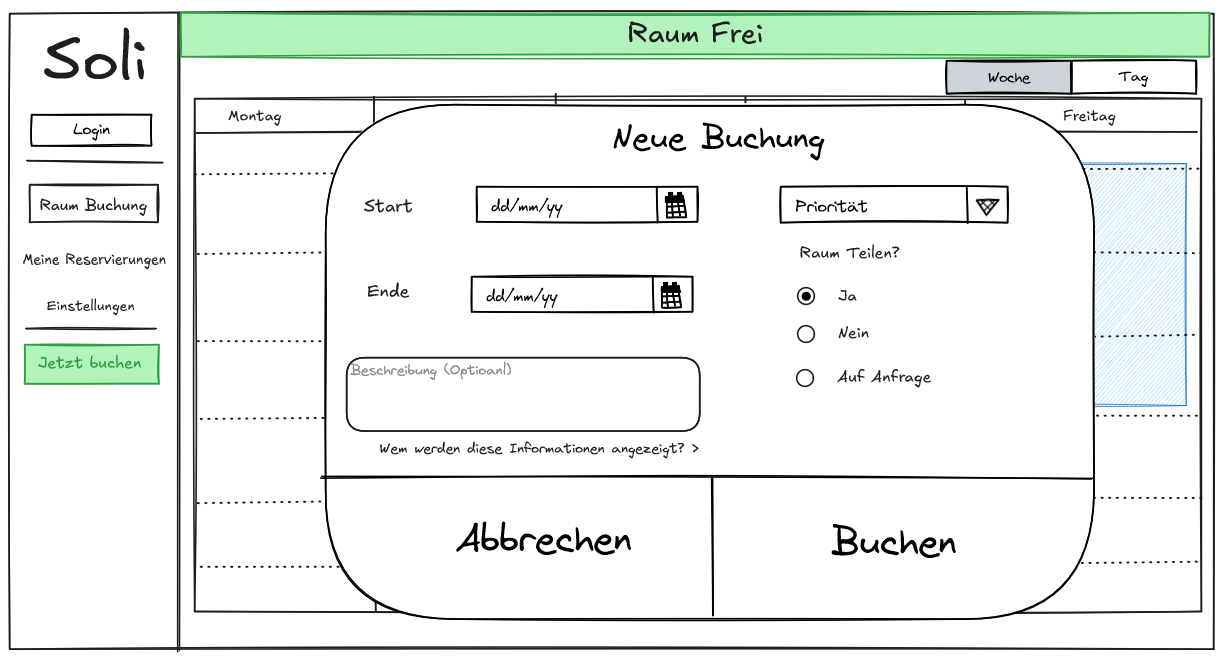 Soli
Login
Raum Buchung
Meine Reservierungen
Einstellungen
Jetzt buchen
Raum Frei
Woche
Tag
Montag
Freitag
Neue Buchung
Start
dd/mm/yy
Ende
dd/mm/yy
Beschreibung (Optioanl)
Wem werden diese Informationen angezeigt? >
Priorität
Raum Teilen?
Ja
Nein
Auf Anfrage
Abbrechen
Buchen